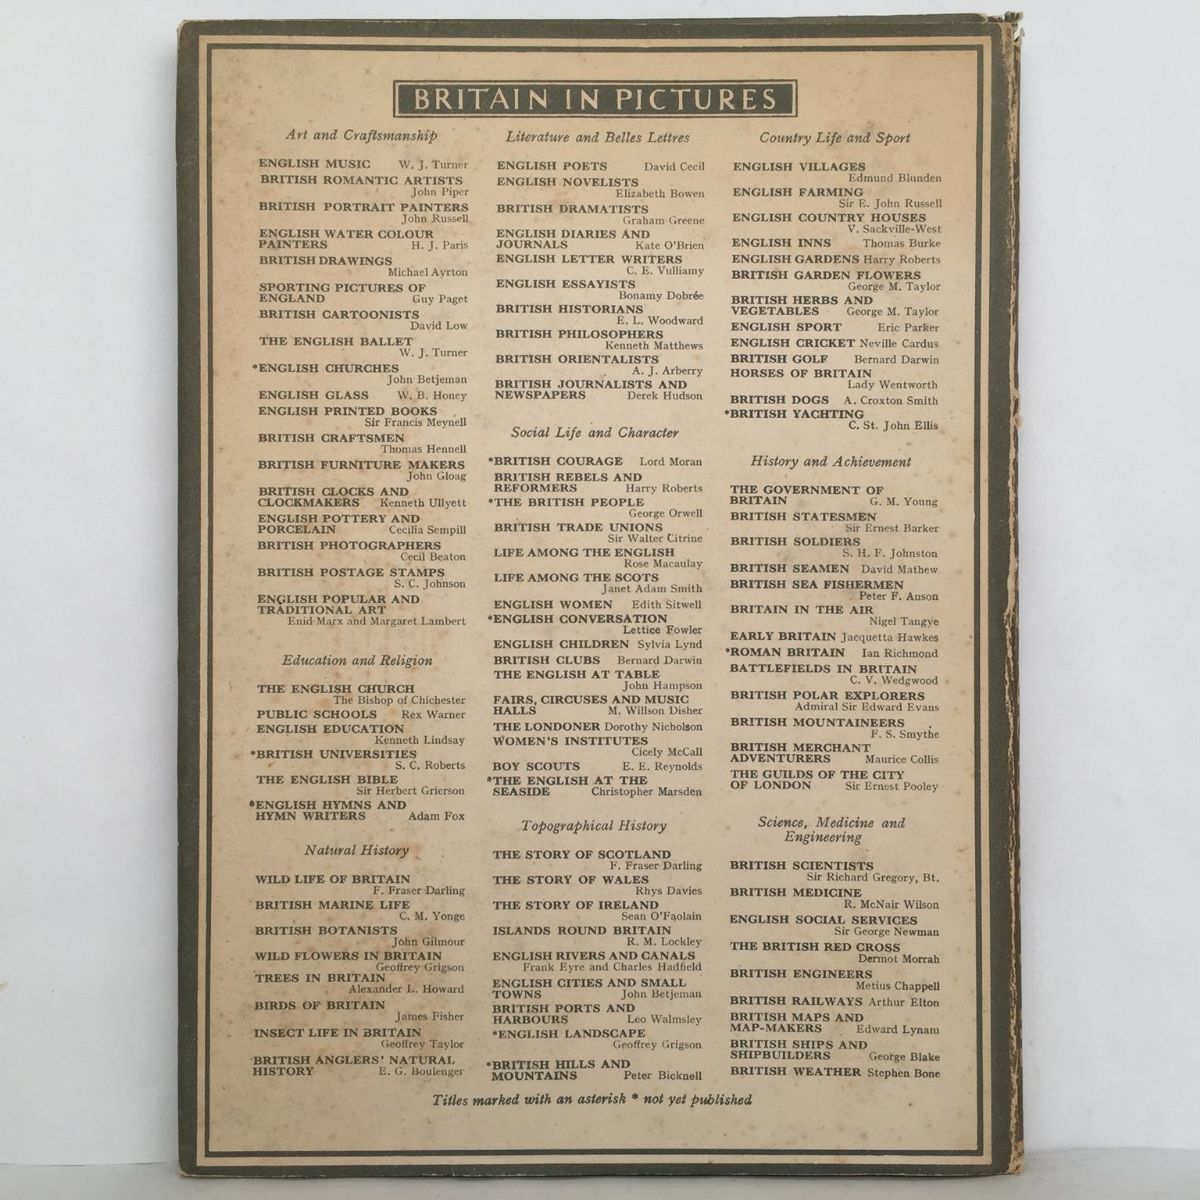 BRITAIN IN PICTURES
Art and Craftsmanship
ENGLISH MUSIC W. J. Turner
BRITISH ROMANTIC ARTISTS
John Piper
BRITISH PORTRAIT PAINTERS
John Russell
ENGLISH WATER COLOUR
PAINTERS H. J. Paris
BRITISH DRAWINGS
Michael Ayrton
SPORTING PICTURES OF
ENGLAND Guy Paget
BRITISH CARTOONISTS
David Low
THE ENGLISH BALLET
W. J. Turner
*ENGLISH CHURCHES
John Betjeman
ENGLISH GLASS W. B. Honey
ENGLISH PRINTED BOOKS
Sir Francis Meynell
BRITISH CRAFTSMEN
Thomas Hennell
BRITISH FURNITURE MAKERS
John Gloag
BRITISH CLOCKS AND
CLOCKMAKERS Kenneth Ullyett
ENGLISH POTTERY AND
PORCELAIN Cecilia Sempill
BRITISH PHOTOGRAPHERS
Cecil Beaton
BRITISH POSTAGE STAMPS
S. C. Johnson
ENGLISH POPULAR AND
TRADITIONAL ART
Enid Marx and Margaret Lambert
Education and Religion
THE ENGLISH CHURCH
The Bishop of Chichester
PUBLIC SCHOOLS Rex Warner
ENGLISH EDUCATION
Kenneth Lindsay
*BRITISH UNIVERSITIES
S. C. Roberts
THE ENGLISH BIBLE
Sir Herbert Grierson
*ENGLISH HYMNS AND
HYMN WRITERS Adam Fox
Natural History
WILD LIFE OF BRITAIN
F. Fraser Darling
BRITISH MARINE LIFE
C. M. Yonge
BRITISH BOTANISTS
John Gilmour
WILD FLOWERS IN BRITAIN
Geoffrey Grigson
TREES IN BRITAIN
Alexander L. Howard
BIRDS OF BRITAIN
James Fisher
INSECT LIFE IN BRITAIN
Geoffrey Taylor
BRITISH ANGLERS' NATURAL
HISTORY E. G. Boulenger
Literature and Belles Lettres
ENGLISH POETS David Cecil
ENGLISH NOVELISTS
Elizabeth Bowen
BRITISH DRAMATISTS
Graham Greene
ENGLISH DIARIES AND
JOURNALS Kate O'Brien
ENGLISH LETTER WRITERS
C. E. Vulliamy
ENGLISH ESSAYISTS
Bonamy Dobrée
BRITISH HISTORIANS
E. L. Woodward
BRITISH PHILOSOPHERS
Kenneth Matthews
BRITISH ORIENTALISTS
A. J. Arberry
BRITISH JOURNALISTS AND
NEWSPAPERS Derek Hudson
Social Life and Character
*BRITISH COURAGE Lord Moran
BRITISH REBELS AND
REFORMERS Harry Roberts
*THE BRITISH PEOPLE
George Orwell
BRITISH TRADE UNIONS
Sir Walter Citrine
LIFE AMONG THE ENGLISH
Rose Macaulay
LIFE AMONG THE SCOTS
Janet Adam Smith
ENGLISH WOMEN Edith Sitwell
*ENGLISH CONVERSATION
Lettice Fowler
ENGLISH CHILDREN Sylvia Lynd
BRITISH CLUBS Bernard Darwin
THE ENGLISH AT TABLE
John Hampson
FAIRS, CIRCUSES AND MUSIC
HALLS M. Willson Disher
THE LONDONER Dorothy Nicholson
WOMEN'S INSTITUTES
Cicely McCall
BOY SCOUTS E. E. Reynolds
*THE ENGLISH AT THE
SEASIDE Christopher Marsden
Topographical History
THE STORY OF SCOTLAND
F. Fraser Darling
THE STORY OF WALES
Rhys Davies
THE STORY OF IRELAND
Sean O'Faolain
ISLANDS ROUND BRITAIN
R. M. Lockley
ENGLISH RIVERS AND CANALS
Frank Eyre and Charles Hadfield
ENGLISH CITIES AND SMALL
TOWNS John Betjeman
BRITISH PORTS AND
HARBOURS Leo Walmsley
*ENGLISH LANDSCAPE
Geoffrey Grigson
*BRITISH HILLS AND
MOUNTAINS Peter Bicknell
Country Life and Sport
ENGLISH VILLAGES
Edmund Blunden
ENGLISH FARMING
Sir E. John Russell
ENGLISH COUNTRY HOUSES
V. Sackville-West
ENGLISH INNS Thomas Burke
ENGLISH GARDENS Harry Roberts
BRITISH GARDEN FLOWERS
George M. Taylor
BRITISH HERBS AND
VEGETABLES George M. Taylor
ENGLISH SPORT Eric Parker
ENGLISH CRICKET Neville Cardus
BRITISH GOLF Bernard Darwin
HORSES OF BRITAIN
Lady Wentworth
BRITISH DOGS A. Croxton Smith
*BRITISH YACHTING
C. St. John Ellis
History and Achievement
THE GOVERNMENT OF
BRITAIN G. M. Young
BRITISH STATESMEN
Sir Ernest Barker
BRITISH SOLDIERS
S. H. F. Johnston
BRITISH SEAMEN David Mathew
BRITISH SEA FISHERMEN
Peter F. Anson
BRITAIN IN THE AIR
Nigel Tangye
EARLY BRITAIN Jacquetta Hawkes
*ROMAN BRITAIN Ian Richmond
BATTLEFIELDS IN BRITAIN
C. V. Wedgwood
BRITISH POLAR EXPLORERS
Admiral Sir Edward Evans
BRITISH MOUNTAINEERS
F. S. Smythe
BRITISH MERCHANT
ADVENTURERS Maurice Collis
THE GUILDS OF THE CITY
OF LONDON Sir Ernest Pooley
Science, Medicine and
Engineering
BRITISH SCIENTISTS
Sir Richard Gregory, Bt.
BRITISH MEDICINE
R. McNair Wilson
ENGLISH SOCIAL SERVICES
Sir George Newman
THE BRITISH RED CROSS
Dermot Morrah
BRITISH ENGINEERS
Metius Chappell
BRITISH RAILWAYS Arthur Elton
BRITISH MAPS AND
MAP-MAKERS Edward Lynam
BRITISH SHIPS AND
SHIPBUILDERS George Blake
BRITISH WEATHER Stephen Bone
Titles marked with an asterisk * not yet published